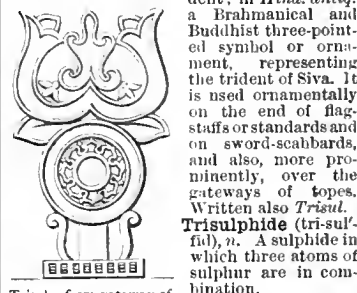 dent, in Hind. antiq.
a Brahmanical and
Buddhist three-point-
ed symbol or orna-
ment, representing
the trident of Siva. It
is used ornamentally
on the end of flag-
staffs or standards and
on sword-scabbards,
and also, more pro-
minently, over the
gateways of topes.
Written also Trisul.
Trisulphide (tri-sul'-
fid), n. A sulphide in
which three atoms of
sulphur are in com-
bination.